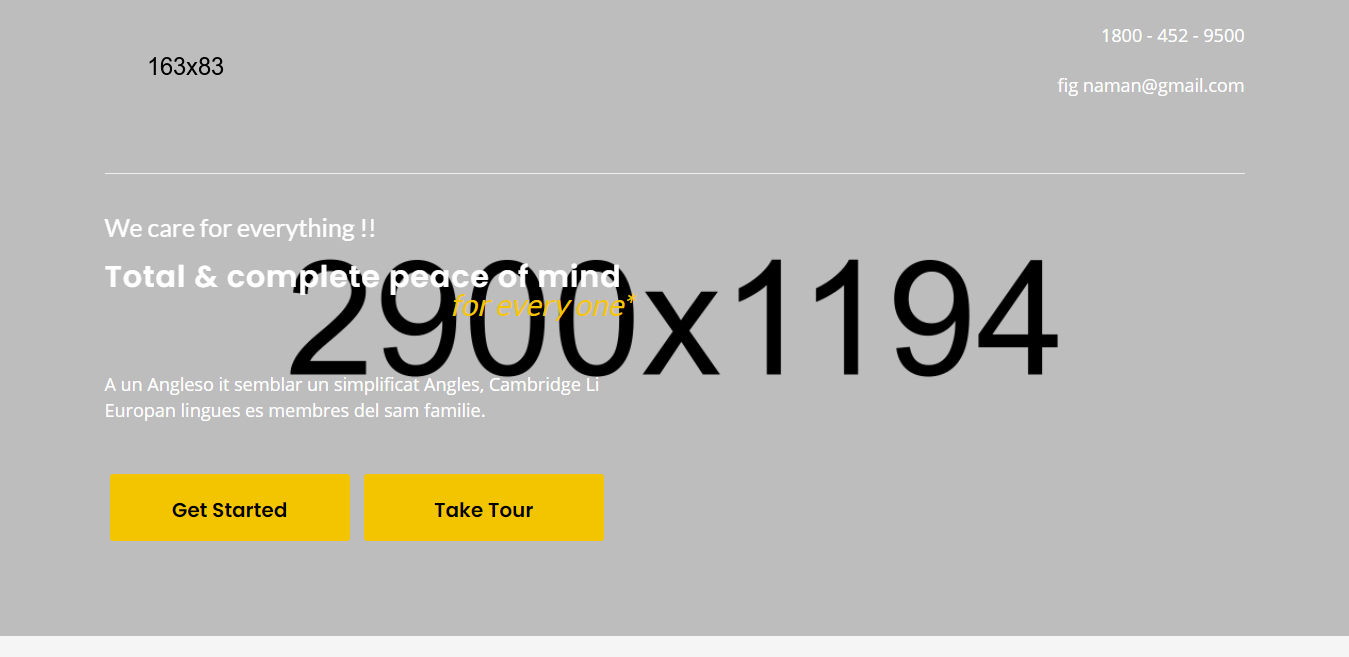 163x83
1800 - 452 - 9500
fig naman@gmail.com
We care for everything !!
Total & complete peace of mind
for every one*
2900x1194
A un Angleso it semblar un simplificat Angles, Cambridge Li
Europan lingues es membres del sam familie.
Get Started
Take Tour